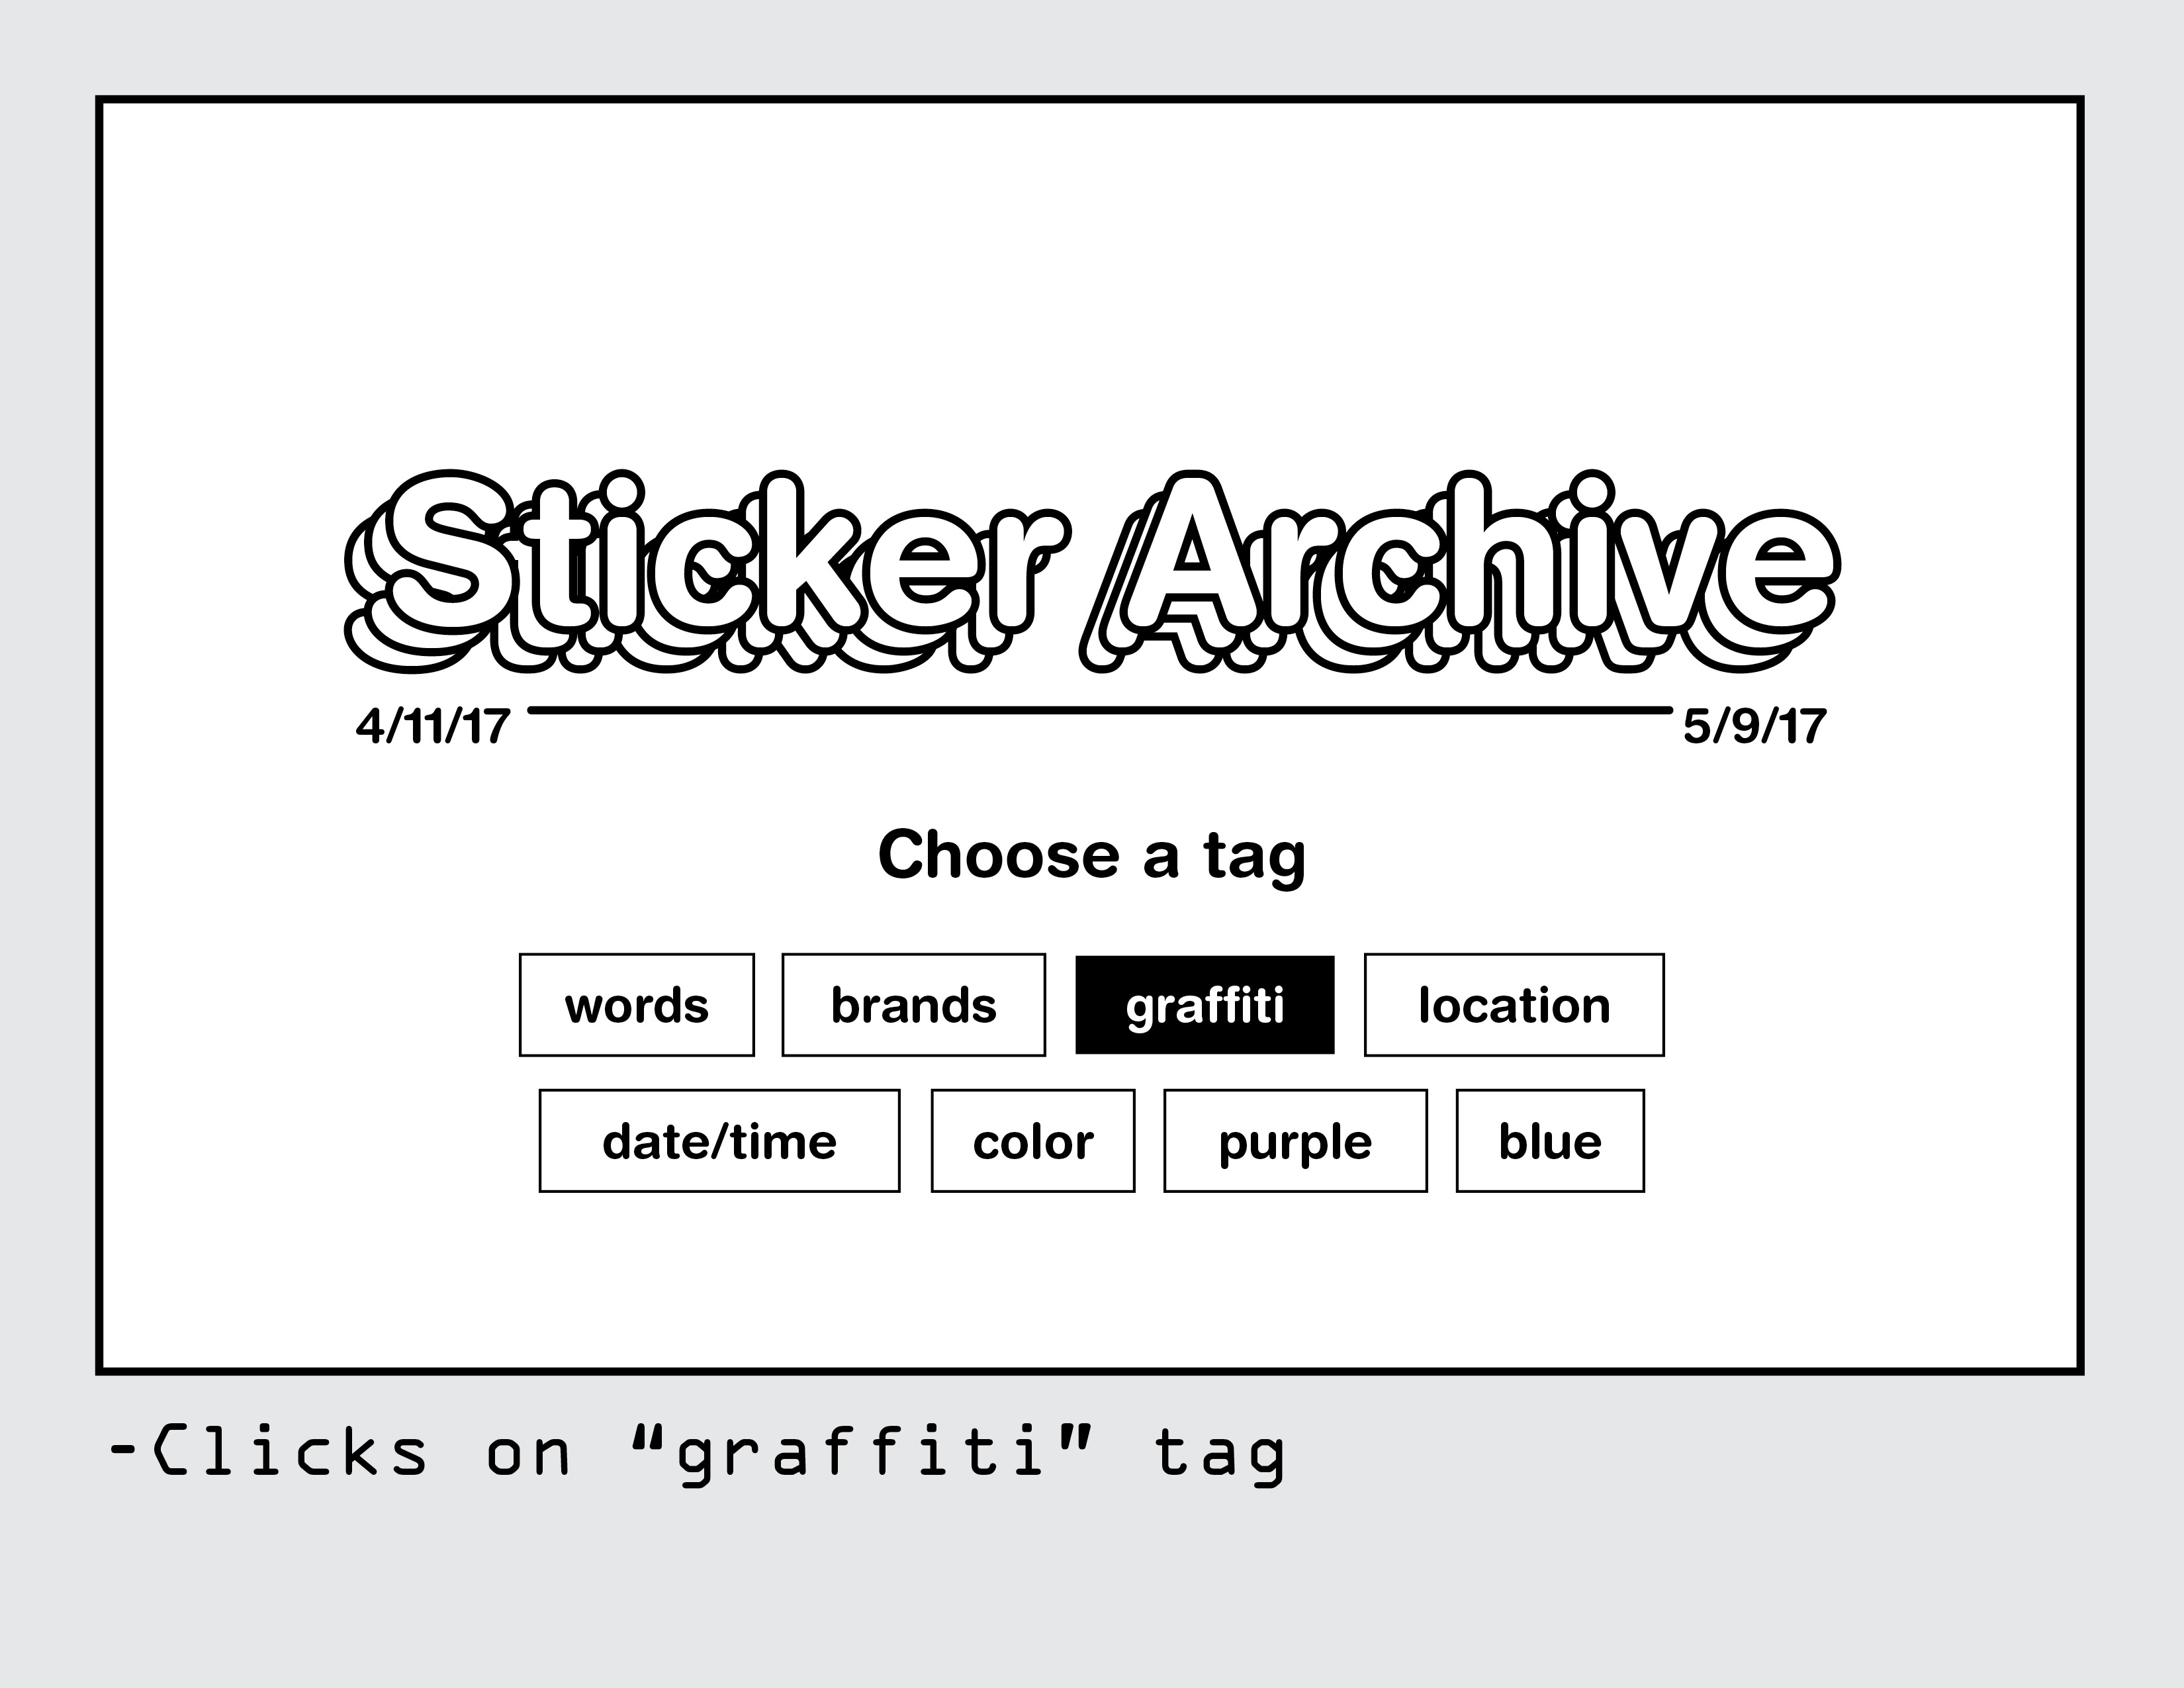 Sticker Archive
4/11/17 5/9/17
Choose a tag
words brands graffiti location
date/time color purple blue
-Clicks on “graffiti” tag